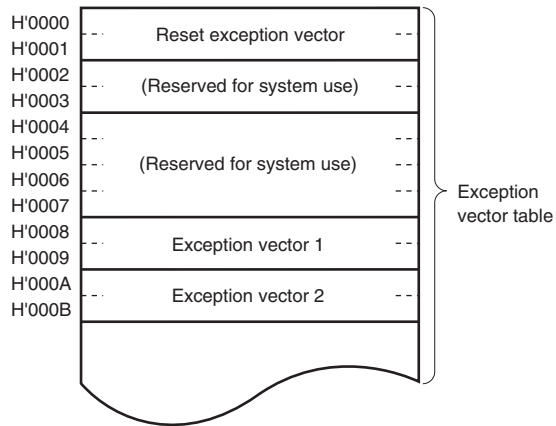 H'0000
Reset exception vector
H'0001
H'0002
(Reserved for system use)
H'0003
H'0004
H'0005
(Reserved for system use)
H'0006
H'0007
H'0008
Exception vector 1
H'0009
H'000A
Exception vector 2
H'000B
Exception
vector table